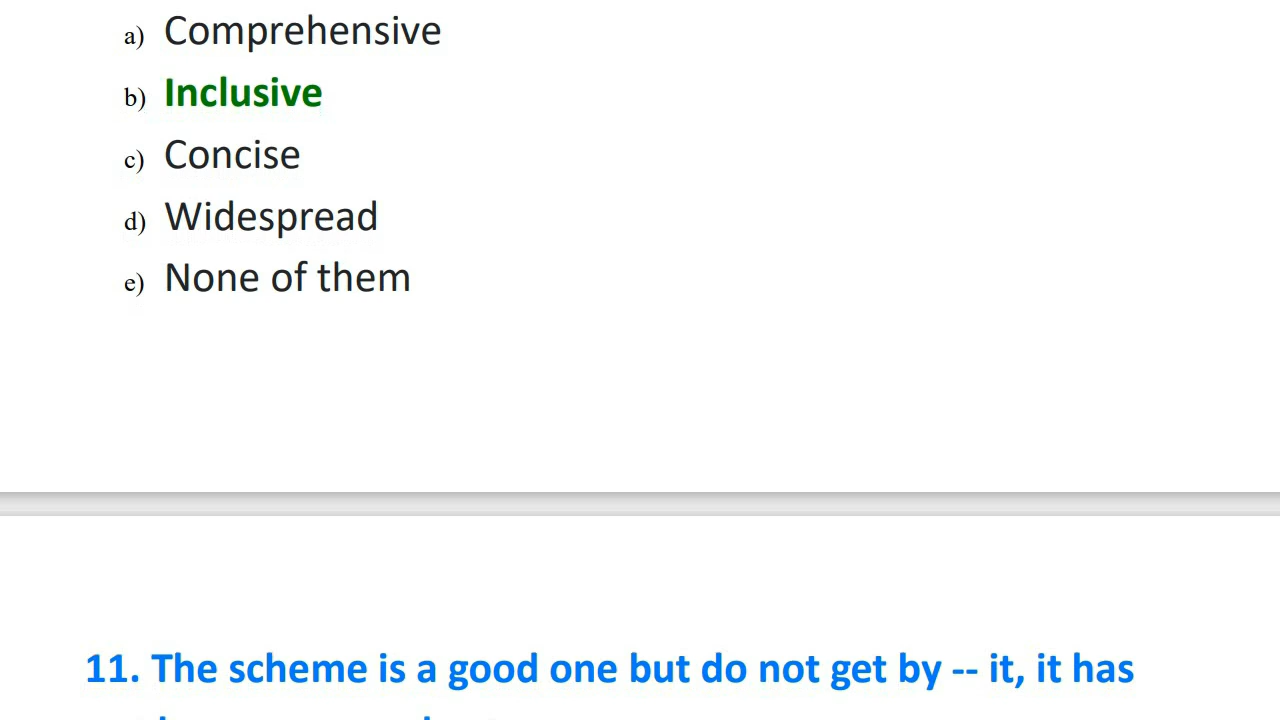 a) Comprehensive
b) Inclusive
c) Concise
d) Widespread
e) None of them
11. The scheme is a good one but do not get by -- it, it has